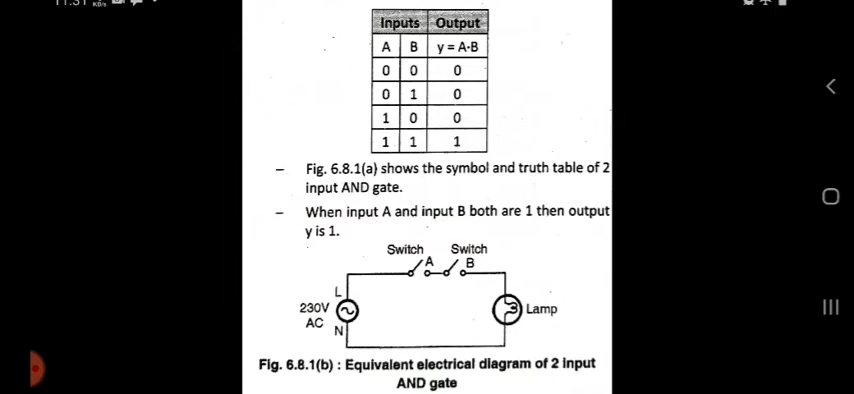 Inputs Output
A B y = A·B
0 0 0
0 1 0
1 0 0
1 1 1
– Fig. 6.8.1(a) shows the symbol and truth table of 2
input AND gate.
– When input A and input B both are 1 then output
y is 1.
Switch Switch
A B
L
230V
AC
N
Lamp
Fig. 6.8.1(b) : Equivalent electrical diagram of 2 input
AND gate